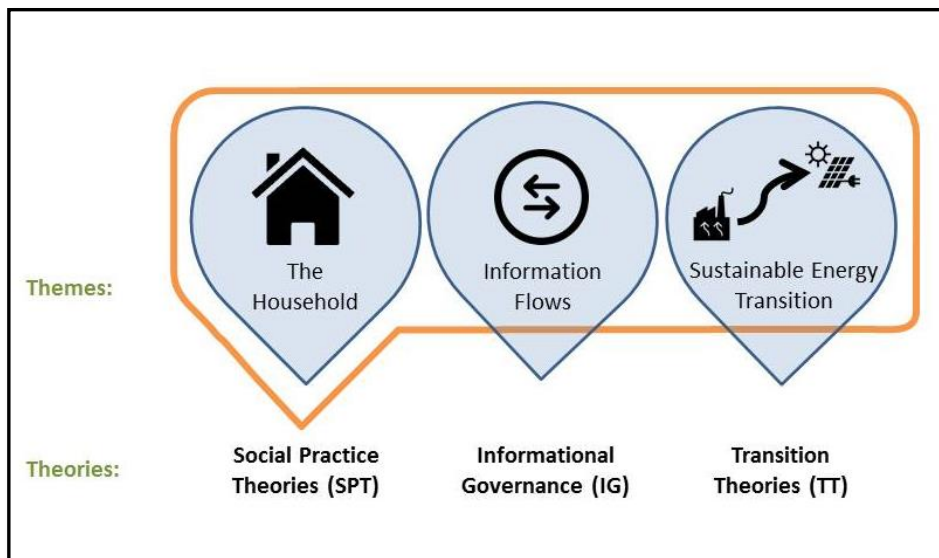 Themes:
The
Household
Information
Flows
Sustainable Energy
Transition
Theories:
Social Practice
Theories (SPT)
Informational
Governance (IG)
Transition
Theories (TT)